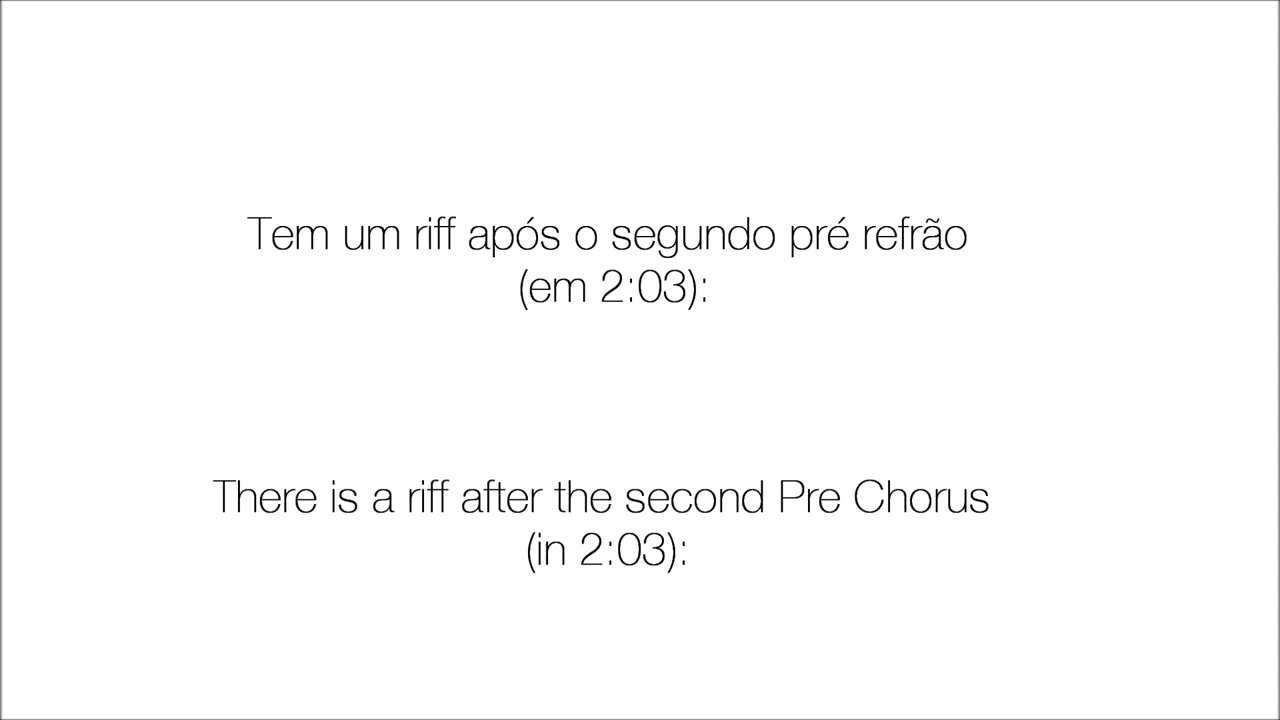 Tem um riff após o segundo pré refrão
(em 2:03):
There is a riff after the second Pre Chorus
(in 2:03):